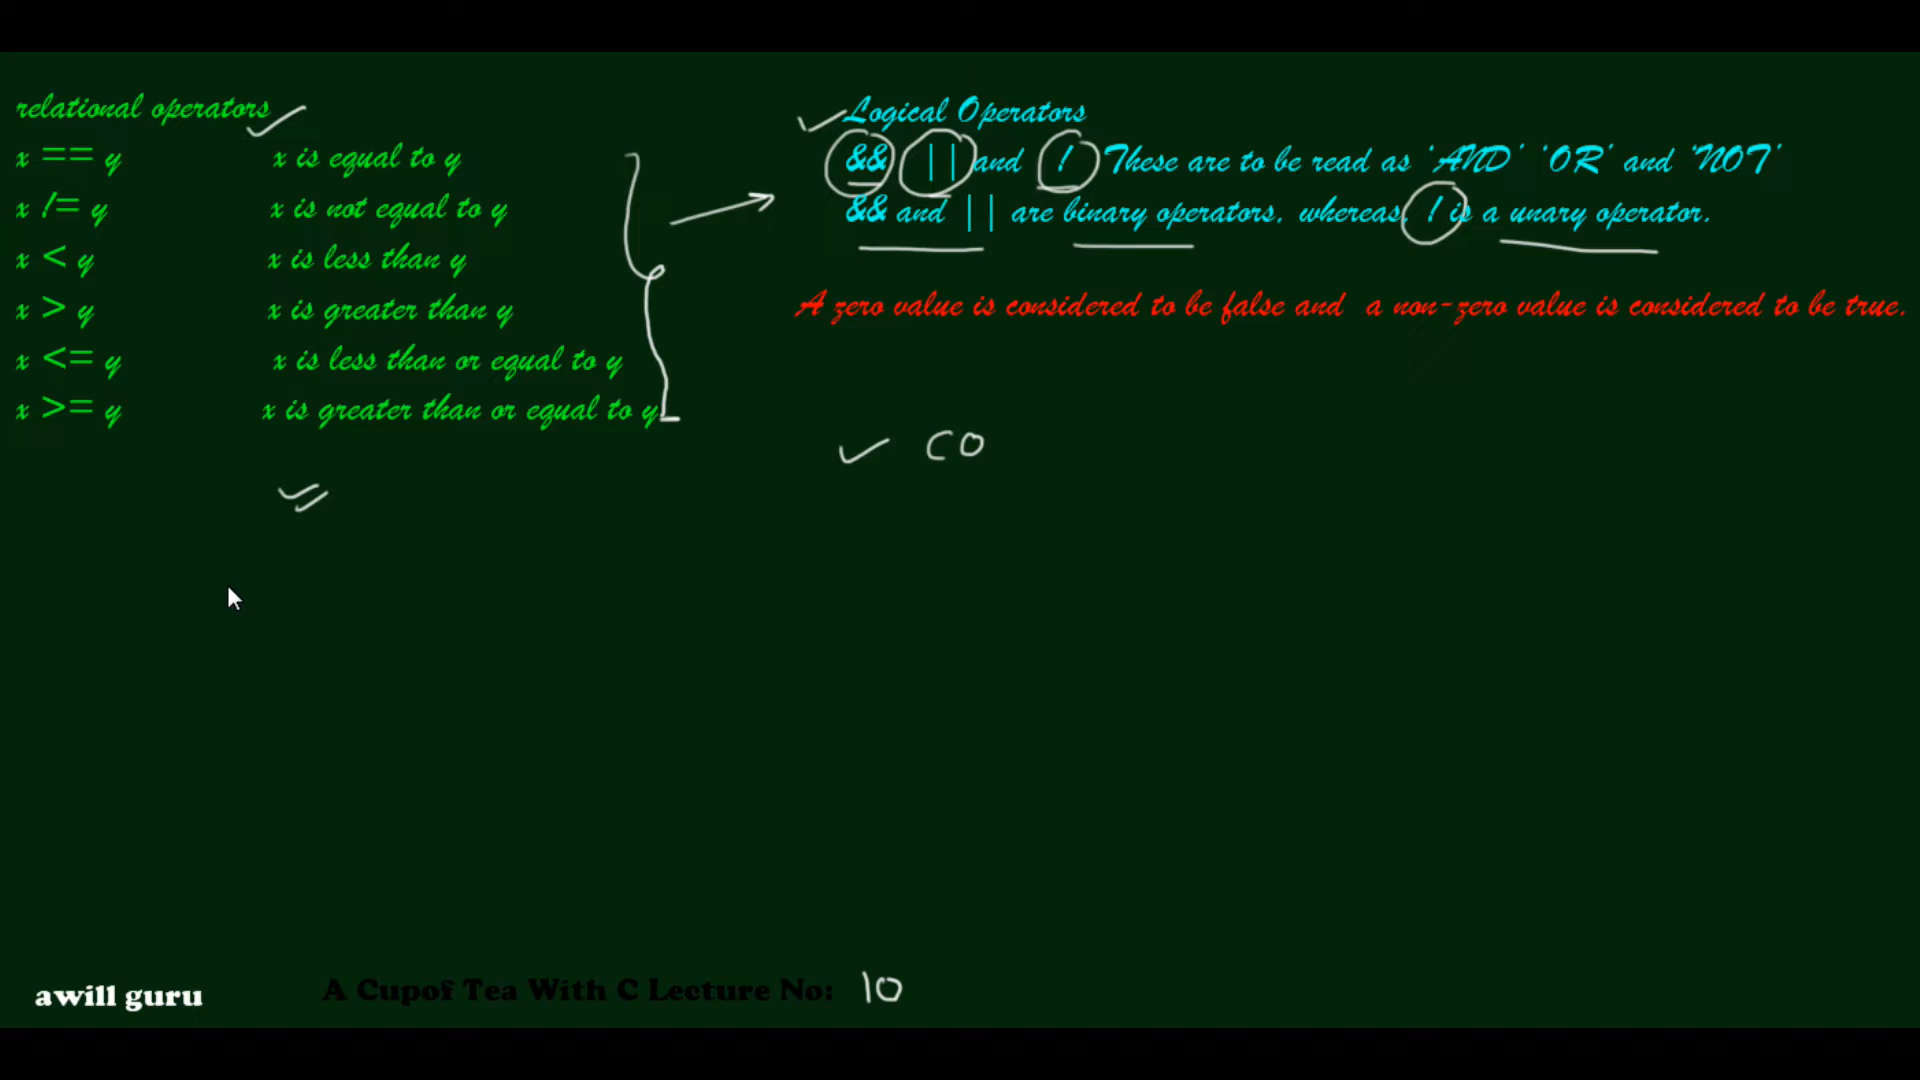 relational operators
x == y x is equal to y
x != y x is not equal to y
x < y x is less than y
x > y x is greater than y
x <= y x is less than or equal to y
x >= y x is greater than or equal to y
Logical Operators
&& || and ! These are to be read as 'AND' 'OR' and 'NOT'
&& and || are binary operators, whereas, ! is a unary operator.
A zero value is considered to be false and a non-zero value is considered to be true.
CO
awill guru
A Cupof Tea With C Lecture No: 10